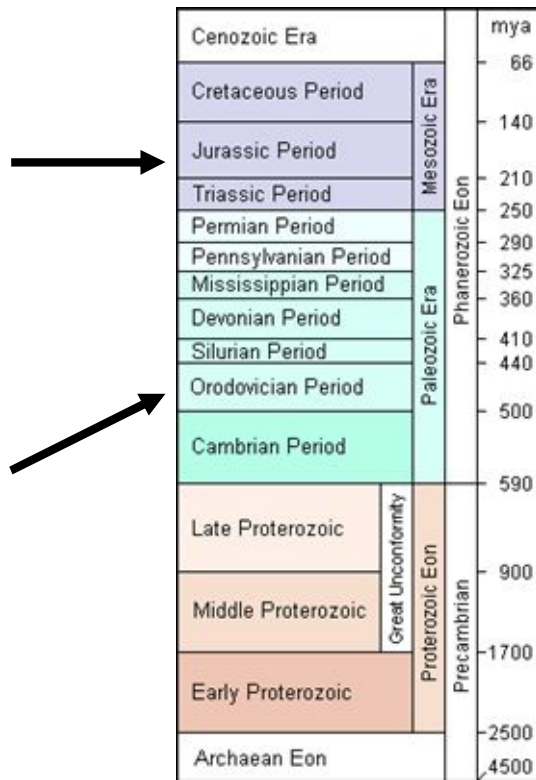 Cenozoic Era
Cretaceous Period
Jurassic Period
Triassic Period
Permian Period
Pennsylvanian Period
Mississippian Period
Devonian Period
Silurian Period
Orodovician Period
Cambrian Period
Late Proterozoic
Middle Proterozoic
Early Proterozoic
Archaean Eon
Great Unconformity
Mesozoic Era
Paleozoic Era
Proterozoic Eon
Phanerozoic Eon
Precambrian
mya
66
140
210
250
290
325
360
410
440
500
590
900
1700
2500
4500